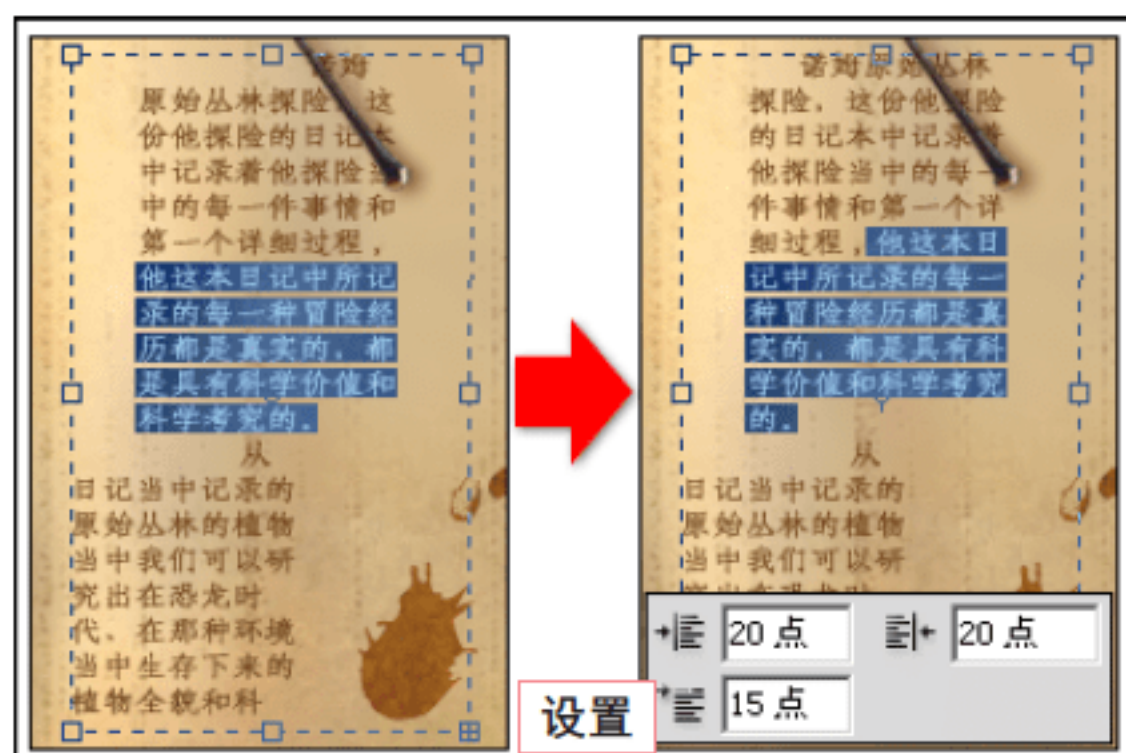 诺姆
原始丛林探险，这
份他探险的日记本
中记录着他探险当
中的每一件事情和
第一个详细过程，
他这本日记中所记
录的每一种冒险经
历都是真实的，都
是具有科学价值和
科学考究的。
从
日记当中记录的
原始丛林的植物
当中我们可以研
究出在恐龙时
代、在那种环境
当中生存下来的
植物全貌和科
诺姆原始丛林
探险，这份他探险
的日记本中记录着
他探险当中的每一
件事情和第一个详
细过程，他这本日
记中所记录的每一
种冒险经历都是真
实的，都是具有科
学价值和科学考究
的。
从
日记当中记录的
原始丛林的植物
当中我们可以研
20 点
20 点
15 点
设置